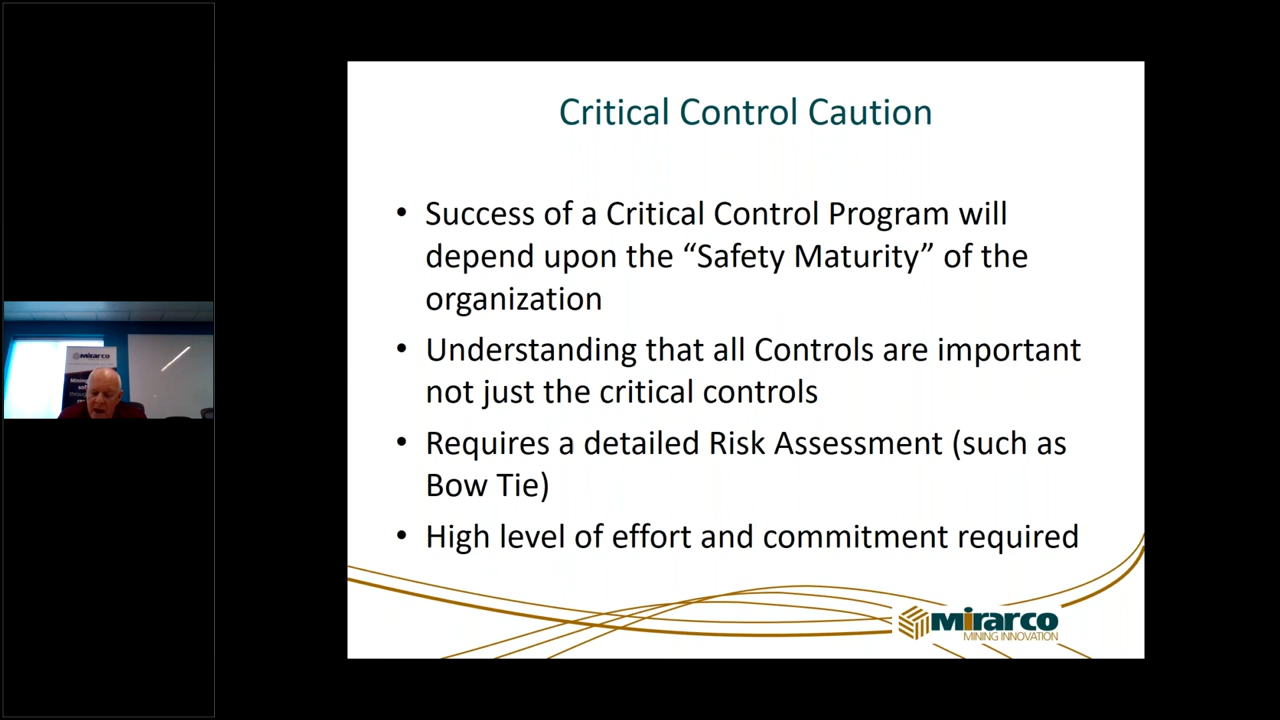 Critical Control Caution
• Success of a Critical Control Program will
depend upon the “Safety Maturity” of the
organization
• Understanding that all Controls are important
not just the critical controls
• Requires a detailed Risk Assessment (such as
Bow Tie)
• High level of effort and commitment required
mirarco
MINING INNOVATION
mirarco